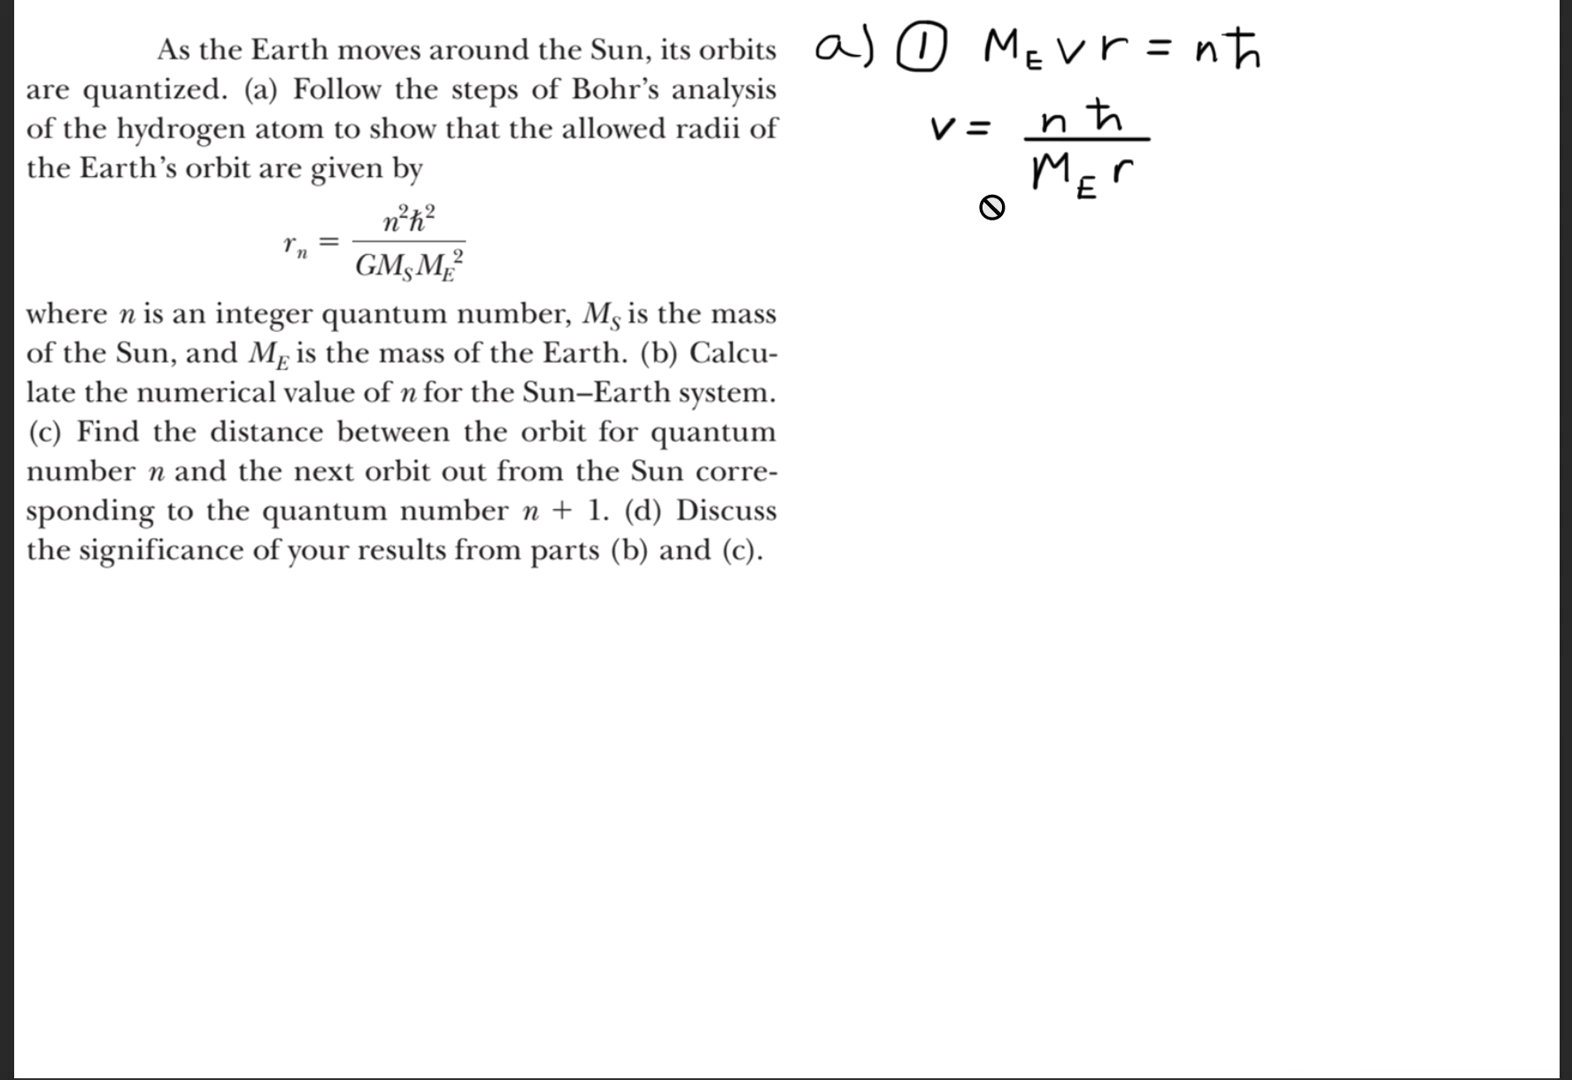 As the Earth moves around the Sun, its orbits
are quantized. (a) Follow the steps of Bohr's analysis
of the hydrogen atom to show that the allowed radii of
the Earth's orbit are given by
rₙ = n²ℏ² / GM_S M_E²
where n is an integer quantum number, M_S is the mass
of the Sun, and M_E is the mass of the Earth. (b) Calcu-
late the numerical value of n for the Sun–Earth system.
(c) Find the distance between the orbit for quantum
number n and the next orbit out from the Sun corre-
sponding to the quantum number n + 1. (d) Discuss
the significance of your results from parts (b) and (c).
a) ① M_E v r = nℏ
v = nℏ / M_E r